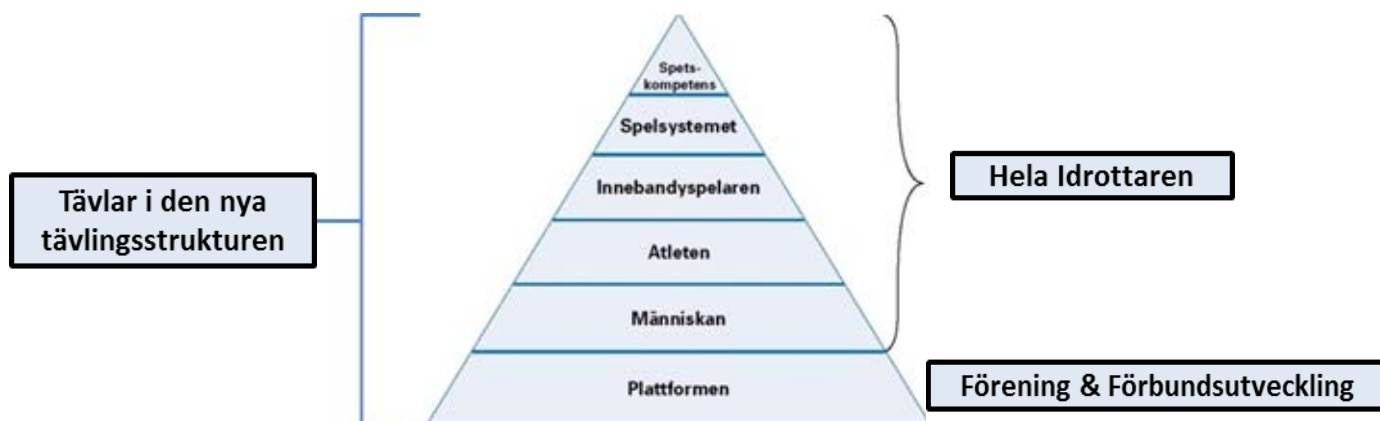 Spets-
kompetens
Spelsystemet
Innebandyspelaren
Atleten
Människan
Plattformen
Tävlar i den nya
tävlingsstrukturen
Hela Idrottaren
Förening & Förbundsutveckling